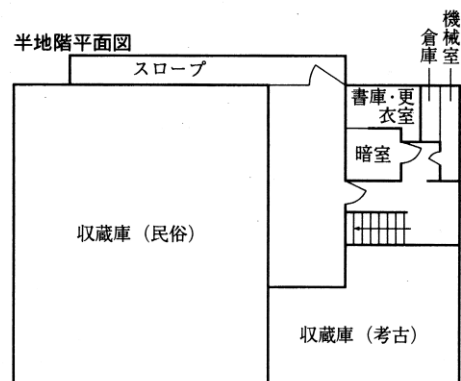 半地階平面図
スロープ
機械室
倉庫
書庫・更
衣室
暗室
収蔵庫（民俗）
収蔵庫（考古）